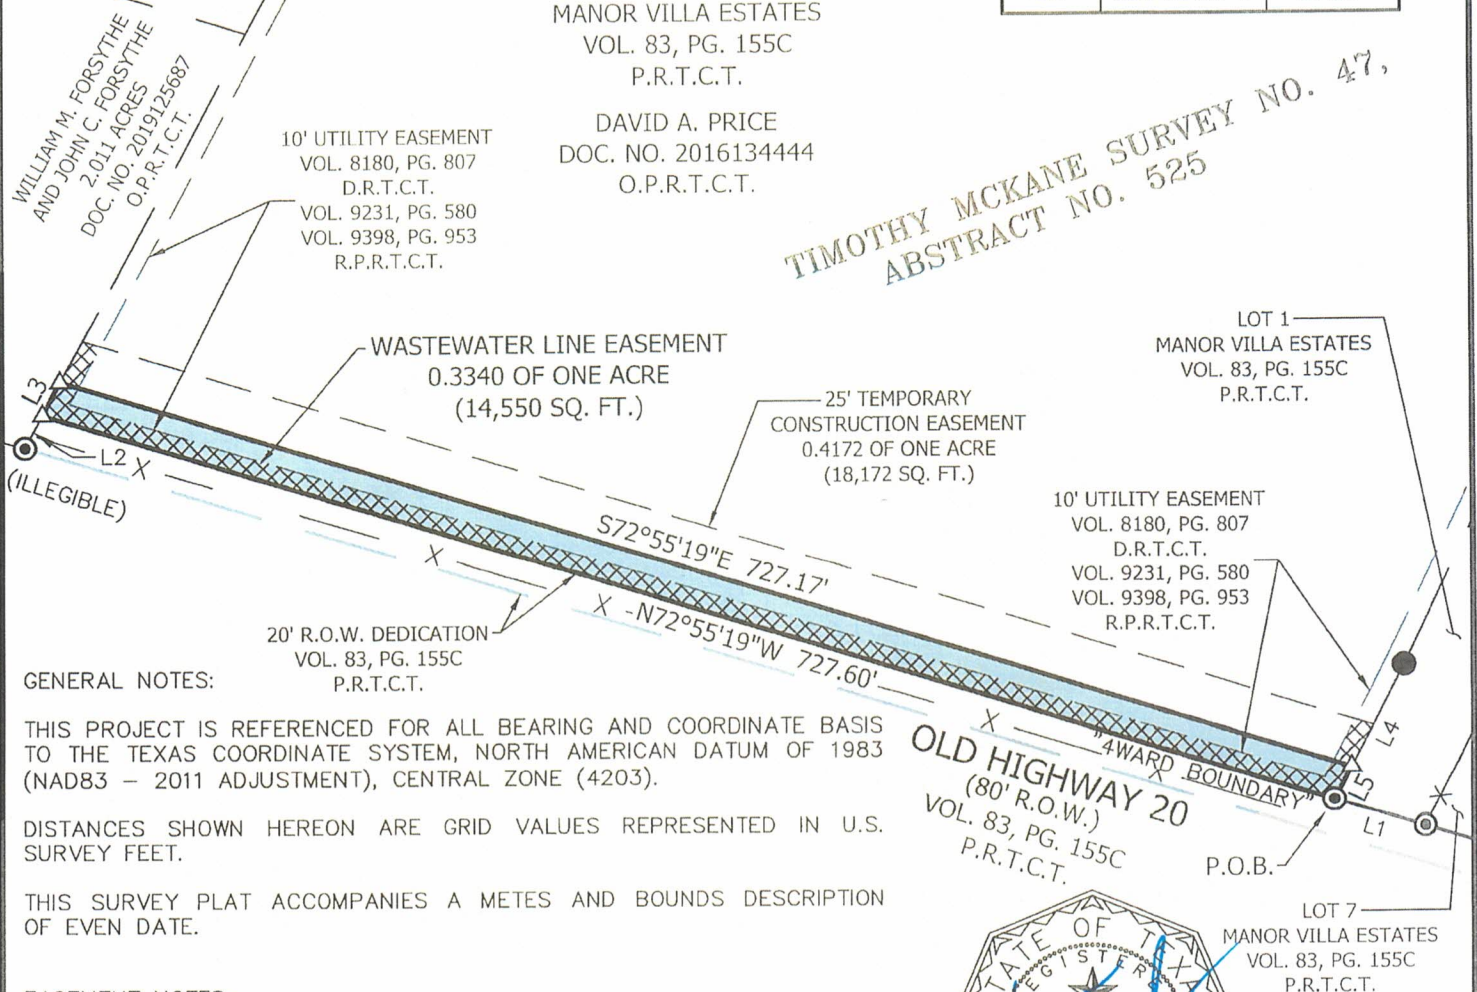 MANOR VILLA ESTATES
VOL. 83, PG. 155C
P.R.T.C.T.
DAVID A. PRICE
DOC. NO. 2016134444
O.P.R.T.C.T.
WILLIAM M. FORSYTHE
AND JOHN C. FORSYTHE
2.011 ACRES
DOC. NO. 2019125687
O.P.R.T.C.T.
10' UTILITY EASEMENT
VOL. 8180, PG. 807
D.R.T.C.T.
VOL. 9231, PG. 580
VOL. 9398, PG. 953
R.P.R.T.C.T.
TIMOTHY MCKANE SURVEY NO. 47,
ABSTRACT NO. 525
WASTEWATER LINE EASEMENT
0.3340 OF ONE ACRE
(14,550 SQ. FT.)
25' TEMPORARY
CONSTRUCTION EASEMENT
0.4172 OF ONE ACRE
(18,172 SQ. FT.)
LOT 1
MANOR VILLA ESTATES
VOL. 83, PG. 155C
P.R.T.C.T.
L3
L2
X
(ILLEGIBLE)
10' UTILITY EASEMENT
VOL. 8180, PG. 807
D.R.T.C.T.
VOL. 9231, PG. 580
VOL. 9398, PG. 953
R.P.R.T.C.T.
S72°55'19"E 727.17'
X
X
-N72°55'19"W 727.60'
20' R.O.W. DEDICATION
VOL. 83, PG. 155C
P.R.T.C.T.
X
"4WARD BOUNDARY"
X
L4
L5
X
L1
OLD HIGHWAY 20
(80' R.O.W.)
VOL. 83, PG. 155C
P.R.T.C.T.
P.O.B.
GENERAL NOTES:
THIS PROJECT IS REFERENCED FOR ALL BEARING AND COORDINATE BASIS
TO THE TEXAS COORDINATE SYSTEM, NORTH AMERICAN DATUM OF 1983
(NAD83 – 2011 ADJUSTMENT), CENTRAL ZONE (4203).
DISTANCES SHOWN HEREON ARE GRID VALUES REPRESENTED IN U.S.
SURVEY FEET.
THIS SURVEY PLAT ACCOMPANIES A METES AND BOUNDS DESCRIPTION
OF EVEN DATE.
LOT 7
MANOR VILLA ESTATES
VOL. 83, PG. 155C
P.R.T.C.T.
TATE OF TEXA
EGISTER